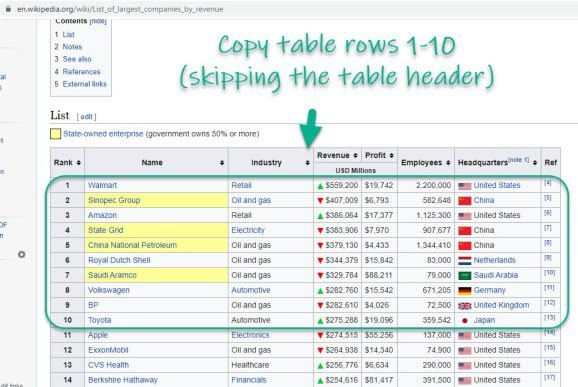 en.wikipedia.org/wiki/List_of_largest_companies_by_revenue
Contents [hide]
1 List
2 Notes
3 See also
4 References
5 External links
Copy table rows 1-10
(skipping the table header)
List [ edit ]
State-owned enterprise (government owns 50% or more)
Rank Name Industry Revenue Profit Employees Headquarters[note 1] Ref
USD Millions
1 Walmart Retail $559,200 $19,742 2,200,000 United States [4]
2 Sinopec Group Oil and gas $407,009 $6,793 582,648 China [5]
3 Amazon Retail $386,064 $17,377 1,125,300 United States [6]
4 State Grid Electricity $383,906 $7,970 907,677 China [7]
5 China National Petroleum Oil and gas $379,130 $4,433 1,344,410 China [8]
6 Royal Dutch Shell Oil and gas $344,379 $15,842 83,000 Netherlands [9]
7 Saudi Aramco Oil and gas $329,784 $88,211 79,000 Saudi Arabia [10]
8 Volkswagen Automotive $282,760 $15,542 671,205 Germany [11]
9 BP Oil and gas $282,610 $4,026 72,500 United Kingdom [12]
10 Toyota Automotive $275,288 $19,096 359,542 Japan [13]
11 Apple Electronics $274,515 $55,256 137,000 United States [14]
12 ExxonMobil Oil and gas $264,938 $14,340 74,900 United States [15]
13 CVS Health Healthcare $256,776 $6,634 290,000 United States [16]
14 Berkshire Hathaway Financials $254,616 $81,417 391,500 United States [17]